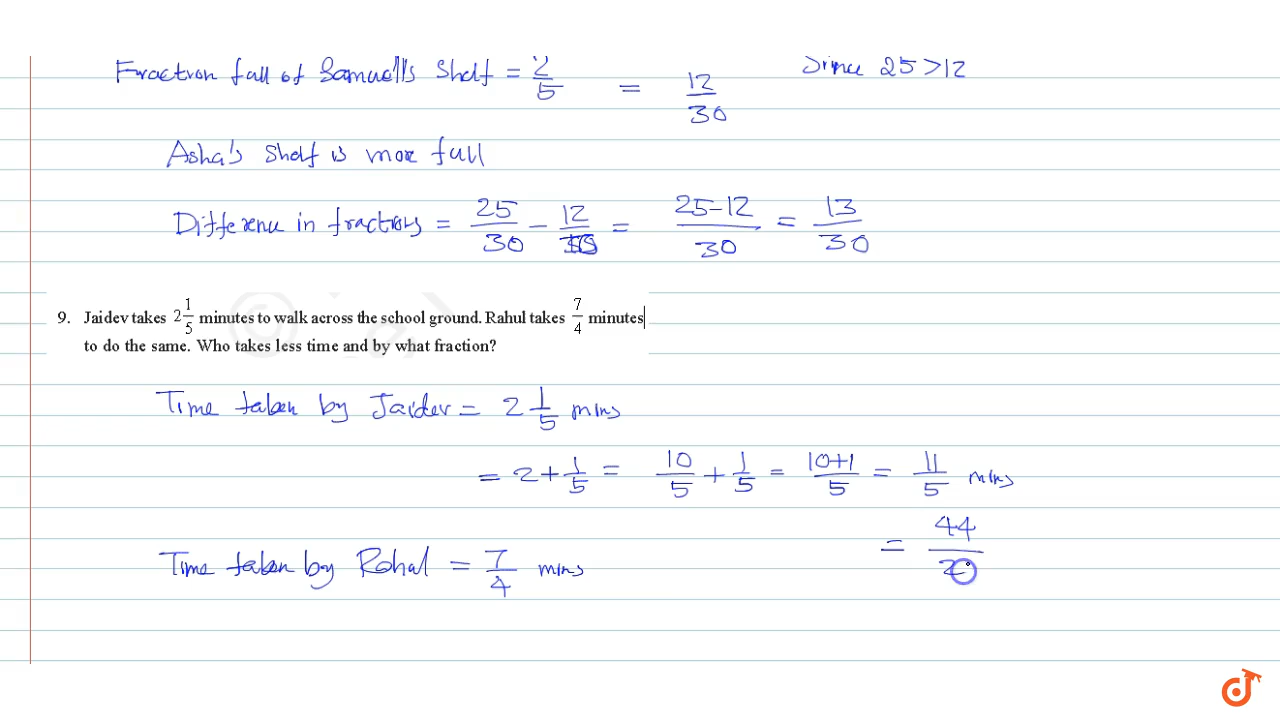 Fraction full of Samuel's Shelf = 2/5 = 12/30 Since 25 > 12
Asha's Shelf is more full
Difference in fractions = 25/30 - 12/30 = 25-12/30 = 13/30
9. Jaidev takes 2 1/5 minutes to walk across the school ground. Rahul takes 7/4 minutes
to do the same. Who takes less time and by what fraction?
Time taken by Jaidev = 2 1/5 mins
= 2 + 1/5 = 10/5 + 1/5 = 10+1/5 = 11/5 mins
= 44/20
Time taken by Rahul = 7/4 mins